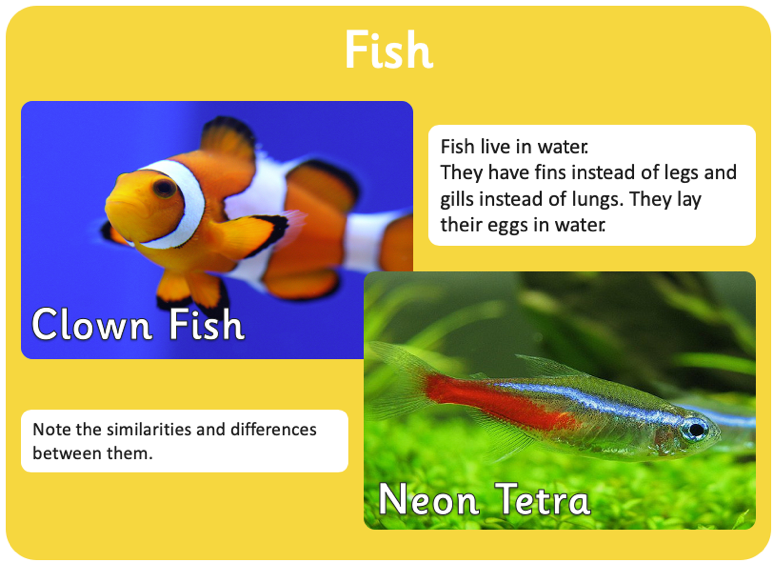 Fish
Fish live in water.
They have fins instead of legs and
gills instead of lungs. They lay
their eggs in water.
Clown Fish
Note the similarities and differences
between them.
Neon Tetra